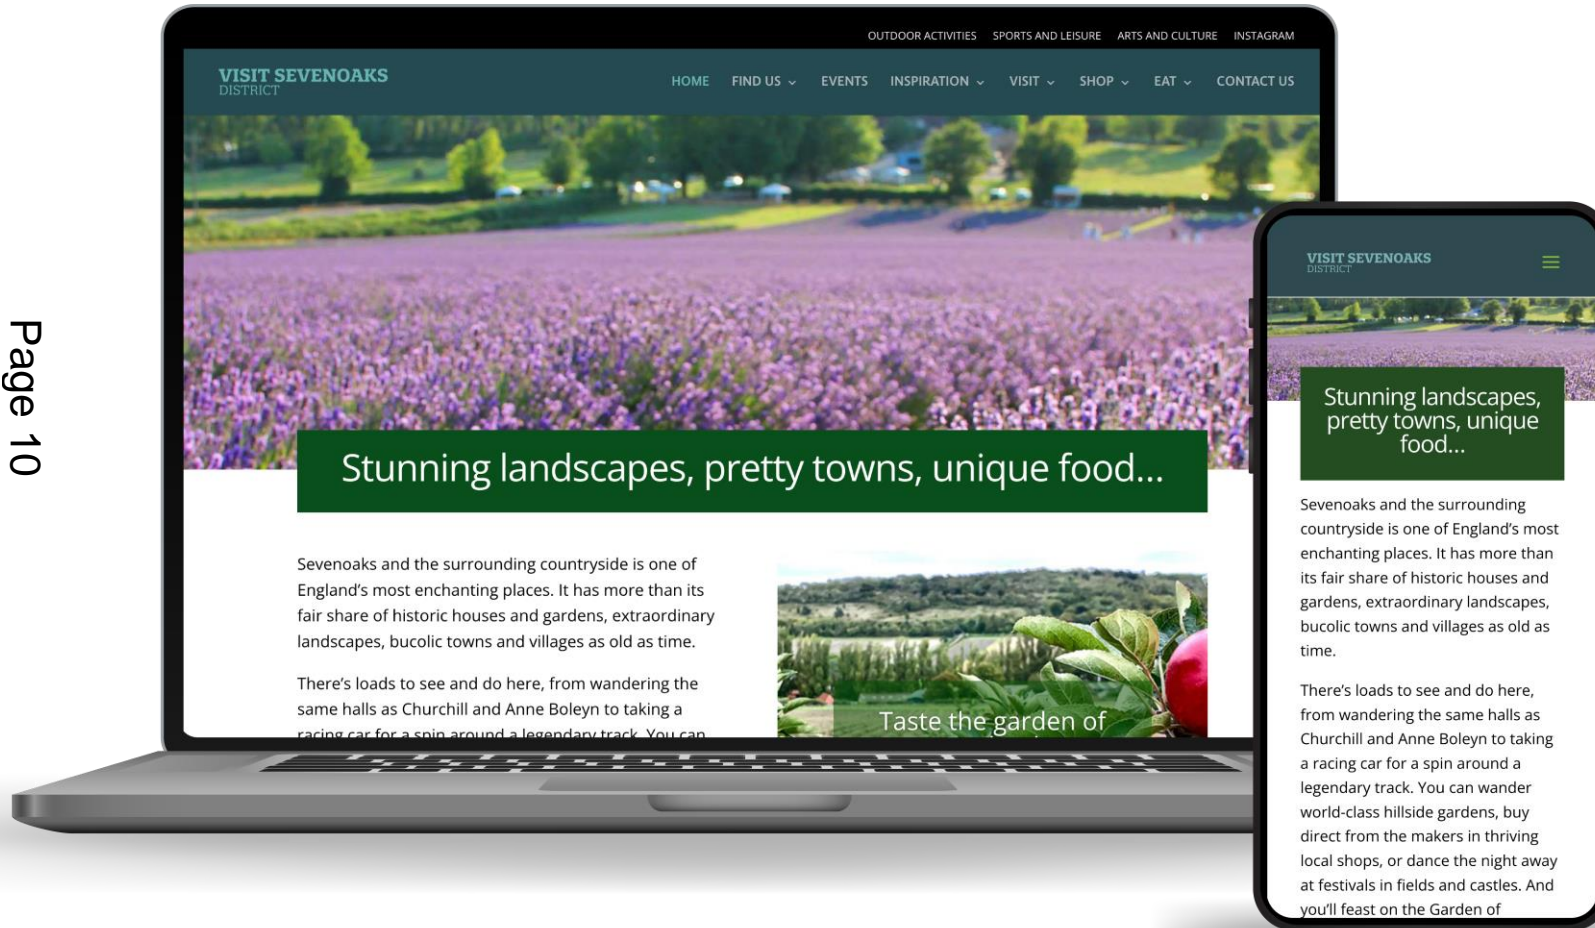 Page 10
OUTDOOR ACTIVITIES SPORTS AND LEISURE ARTS AND CULTURE INSTAGRAM
VISIT SEVENOAKS
DISTRICT
HOME FIND US EVENTS INSPIRATION VISIT SHOP EAT CONTACT US
Stunning landscapes, pretty towns, unique food...
Sevenoaks and the surrounding countryside is one of
England's most enchanting places. It has more than its
fair share of historic houses and gardens, extraordinary
landscapes, bucolic towns and villages as old as time.
There's loads to see and do here, from wandering the
same halls as Churchill and Anne Boleyn to taking a
racing car for a spin around a legendary track. You can
Taste the garden of
VISIT SEVENOAKS
DISTRICT
Stunning landscapes,
pretty towns, unique
food...
Sevenoaks and the surrounding
countryside is one of England's most
enchanting places. It has more than
its fair share of historic houses and
gardens, extraordinary landscapes,
bucolic towns and villages as old as
time.
There's loads to see and do here,
from wandering the same halls as
Churchill and Anne Boleyn to taking
a racing car for a spin around a
legendary track. You can wander
world-class hillside gardens, buy
direct from the makers in thriving
local shops, or dance the night away
at festivals in fields and castles. And
you'll feast on the Garden of